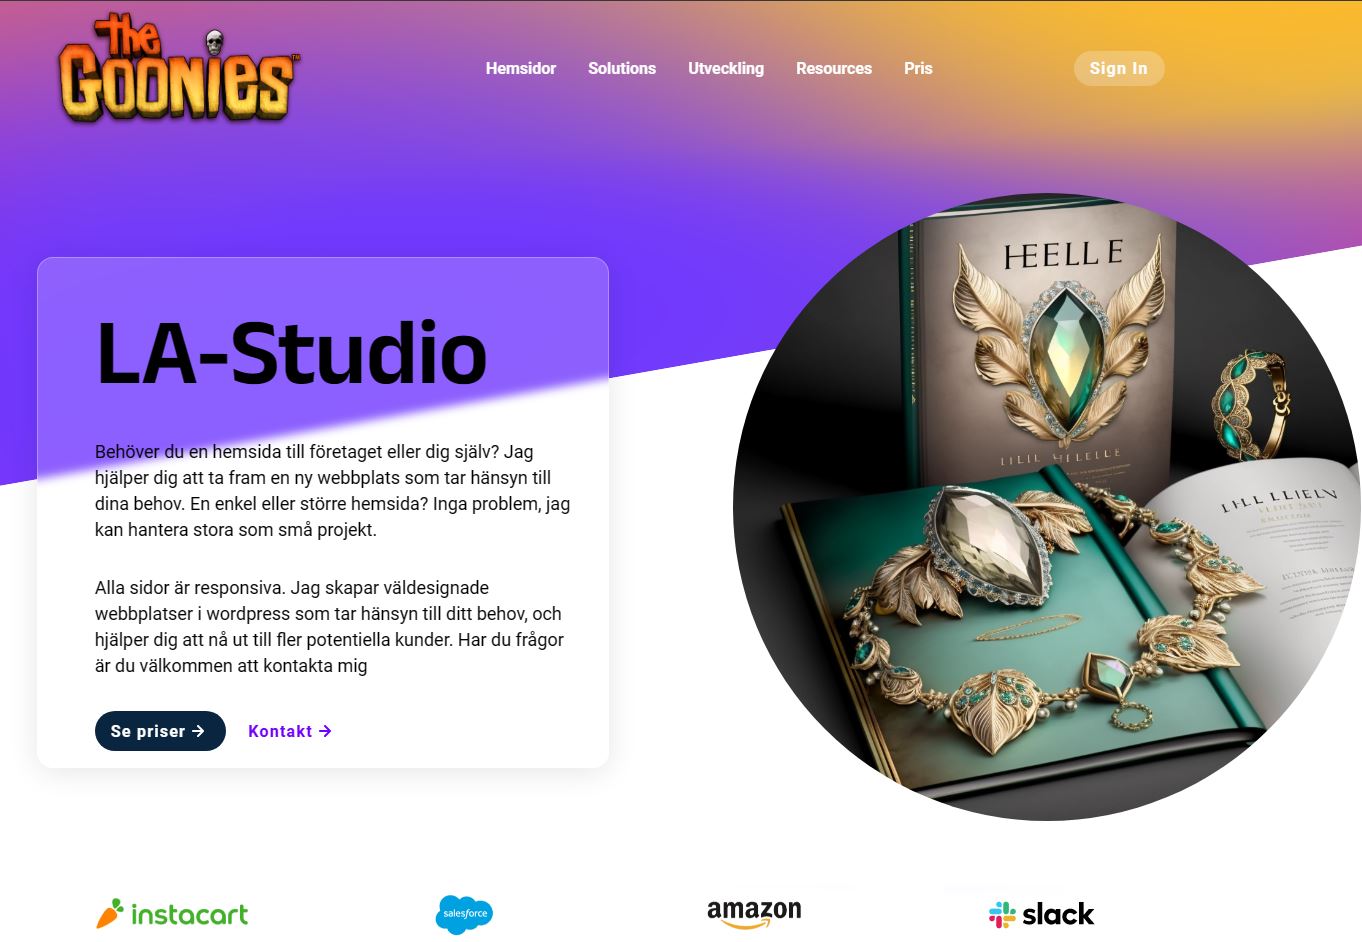 The
GOONIES™
Hemsidor Solutions Utveckling Resources Pris Sign In
HEELLE
LA-Studio
Behöver du en hemsida till företaget eller dig själv? Jag
hjälper dig att ta fram en ny webbplats som tar hänsyn till
dina behov. En enkel eller större hemsida? Inga problem, jag
kan hantera stora som små projekt.
Alla sidor är responsiva. Jag skapar väldesignade
webbplatser i wordpress som tar hänsyn till ditt behov, och
hjälper dig att nå ut till fler potentiella kunder. Har du frågor
är du välkommen att kontakta mig
Se priser → Kontakt →
instacart salesforce amazon slack